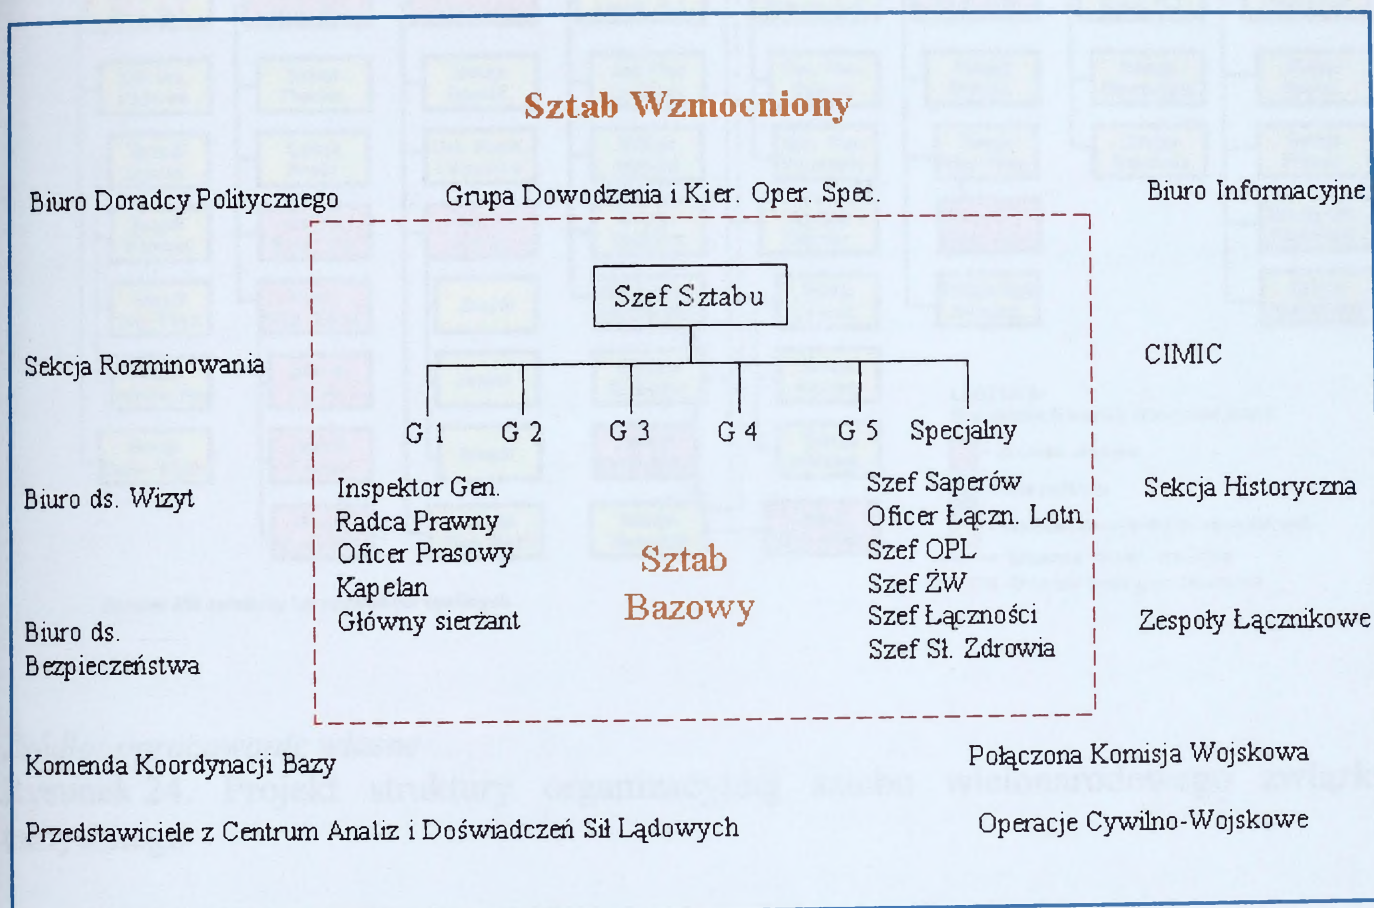 Sztab Wzmocniony
Biuro Doradcy Politycznego
Grupa Dowodzenia i Kier. Oper. Spec.
Biuro Informacyjne
Szef Sztabu
Sekcja Rozminowania
CIMIC
G 1 G 2 G 3 G 4 G 5 Specjalny
Biuro ds. Wizyt
Inspektor Gen.
Radca Prawny
Oficer Prasowy
Kapelan
Główny sierżant
Sztab
Bazowy
Szef Saperów
Oficer Łączn. Lotn
Szef OPL
Szef ŻW
Szef Łączności
Szef Sł. Zdrowia
Sekcja Historyczna
Zespoły Łącznikowe
Biuro ds.
Bezpieczeństwa
Komenda Koordynacji Bazy
Połączona Komisja Wojskowa
Przedstawiciele z Centrum Analiz i Doświadczeń Sił Lądowych
Operacje Cywilno-Wojskowe